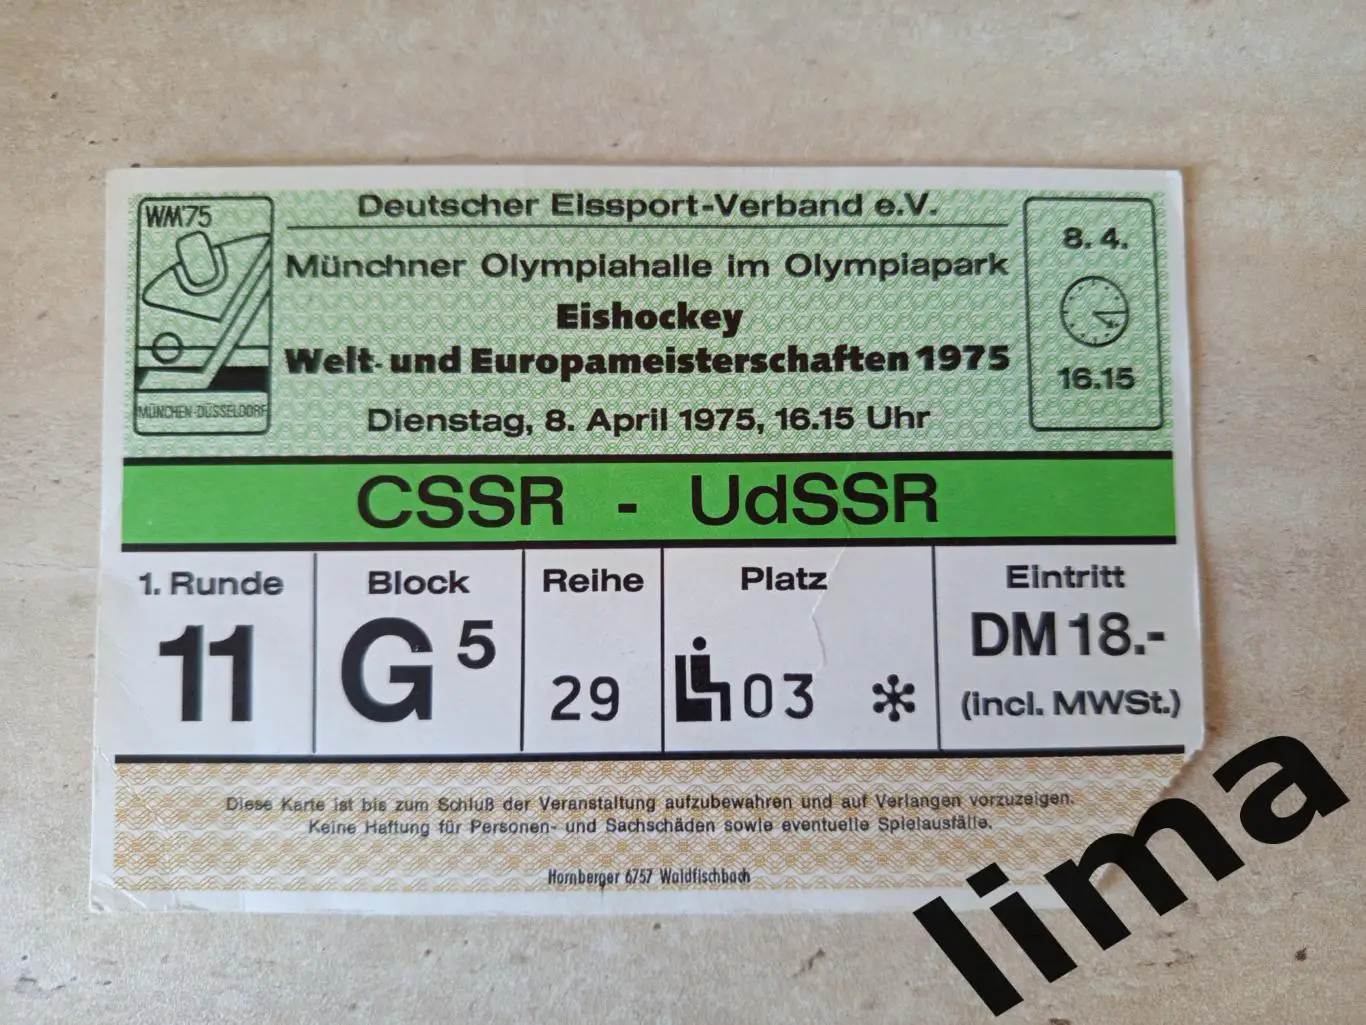 WM'75
MÜNCHEN-DÜSSELDORF
Deutscher Eissport-Verband e.V.
Münchner Olympiahalle im Olympiapark
Eishockey
Welt- und Europameisterschaften 1975
Dienstag, 8. April 1975, 16.15 Uhr
8. 4.
16.15
CSSR - UdSSR
1. Runde
11
Block
G 5
Reihe
29
Platz
03 *
Eintritt
DM 18.-
(incl. MWSt.)
Diese Karte ist bis zum Schluß der Veranstaltung aufzubewahren und auf Verlangen vorzuzeigen.
Keine Haftung für Personen- und Sachschäden sowie eventuelle Spielausfälle.
Hornberger 6757 Waldfischbach
lima